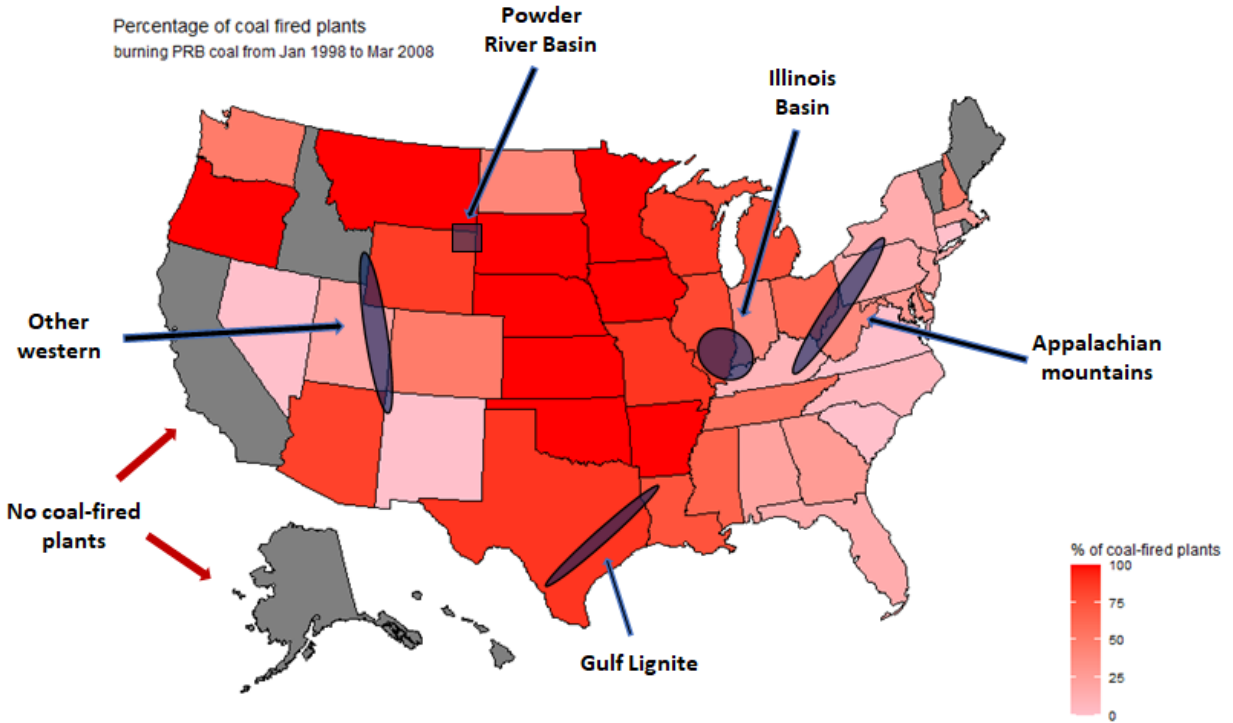 Percentage of coal fired plants
burning PRB coal from Jan 1998 to Mar 2008
Powder
River Basin
Illinois
Basin
Other
western
Appalachian
mountains
No coal-fired
plants
Gulf Lignite
% of coal-fired plants
100
75
50
25
0